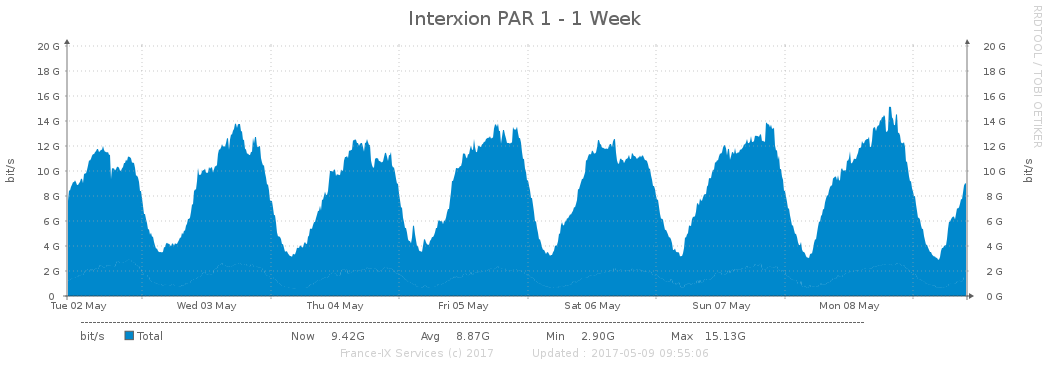 Interxion PAR 1 - 1 Week
RRDTOOL / TOBI OETIKER
bit/s
20 G 20 G
18 G 18 G
16 G 16 G
14 G 14 G
12 G 12 G
10 G 10 G
8 G 8 G
6 G 6 G
4 G 4 G
2 G 2 G
0 0 G
bit/s
Tue 02 May Wed 03 May Thu 04 May Fri 05 May Sat 06 May Sun 07 May Mon 08 May
bit/s Total Now 9.42G Avg 8.87G Min 2.90G Max 15.13G
France-IX Services (c) 2017 Updated : 2017-05-09 09:55:06